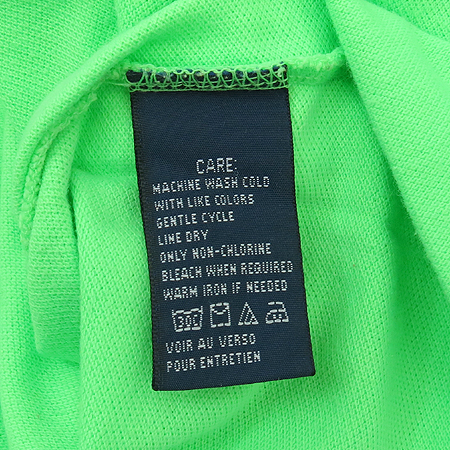 CARE:
MACHINE WASH COLD
WITH LIKE COLORS
GENTLE CYCLE
LINE DRY
ONLY NON-CHLORINE
BLEACH WHEN REQUIRED
WARM IRON IF NEEDED
30C
VOIR AU VERSO
POUR ENTRETIEN